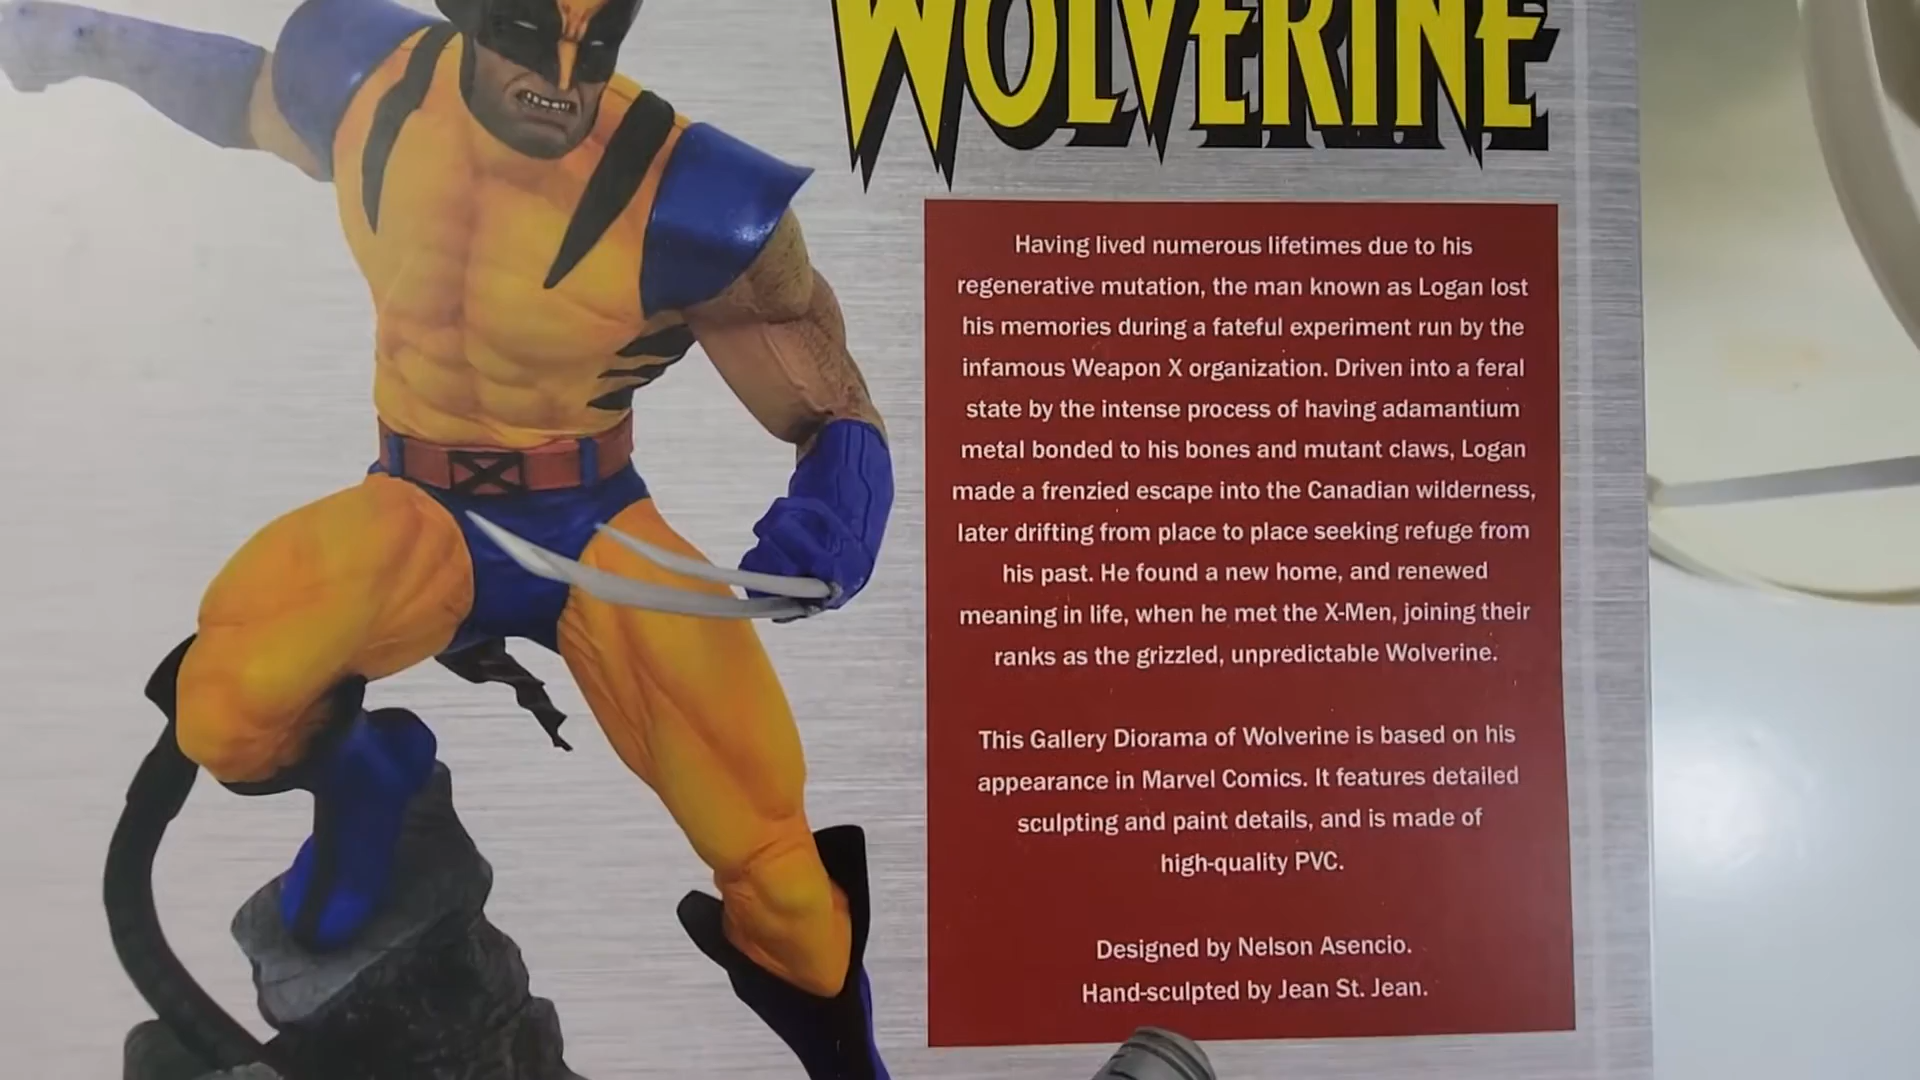 WOLVERINE
Having lived numerous lifetimes due to his
regenerative mutation, the man known as Logan lost
his memories during a fateful experiment run by the
infamous Weapon X organization. Driven into a feral
state by the intense process of having adamantium
metal bonded to his bones and mutant claws, Logan
made a frenzied escape into the Canadian wilderness,
later drifting from place to place seeking refuge from
his past. He found a new home, and renewed
meaning in life, when he met the X-Men, joining their
ranks as the grizzled, unpredictable Wolverine.
This Gallery Diorama of Wolverine is based on his
appearance in Marvel Comics. It features detailed
sculpting and paint details, and is made of
high-quality PVC.
Designed by Nelson Asencio.
Hand-sculpted by Jean St. Jean.